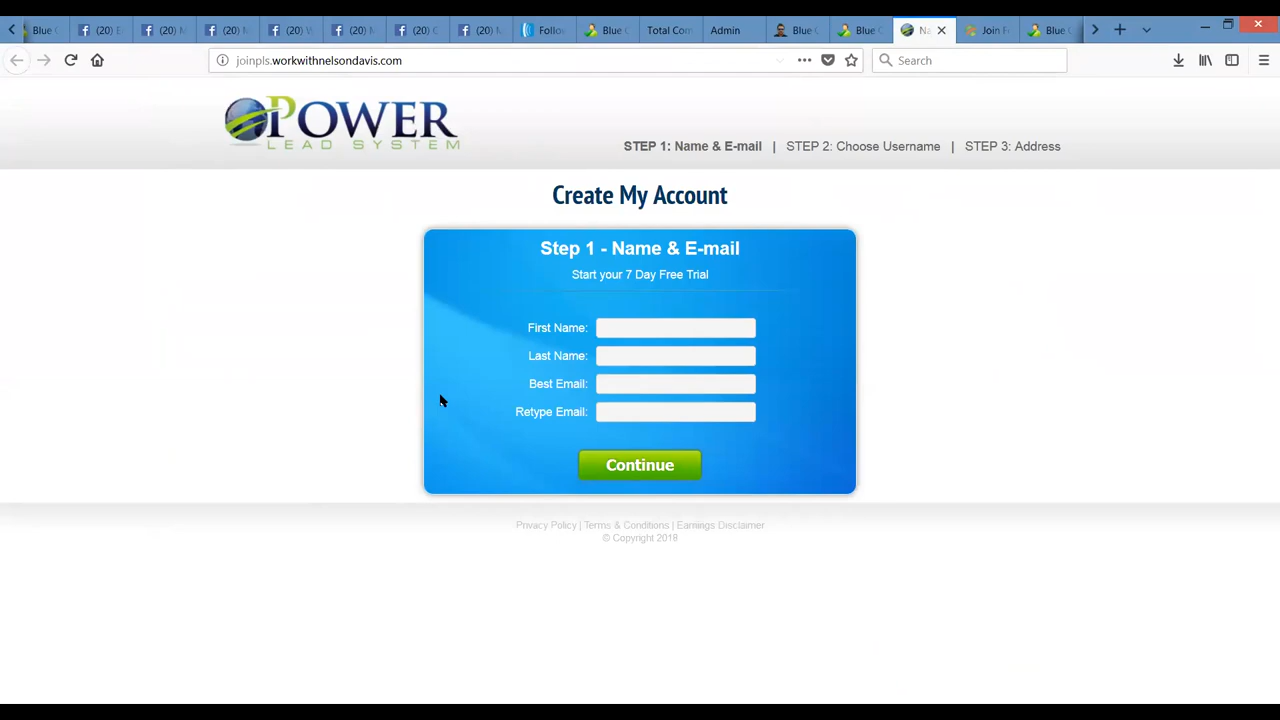 Blue
(20)
(20)
(20)
(20)
(20)
(20)
(20)
Follo
Blue
Total Com
Admin
Blue
Blue
Na
Join F
Blue
joinpls.workwithnelsondavis.com
Search
POWER
LEAD SYSTEM
STEP 1: Name & E-mail | STEP 2: Choose Username | STEP 3: Address
Create My Account
Step 1 - Name & E-mail
Start your 7 Day Free Trial
First Name:
Last Name:
Best Email:
Retype Email:
Continue
Privacy Policy | Terms & Conditions | Earnings Disclaimer
© Copyright 2018